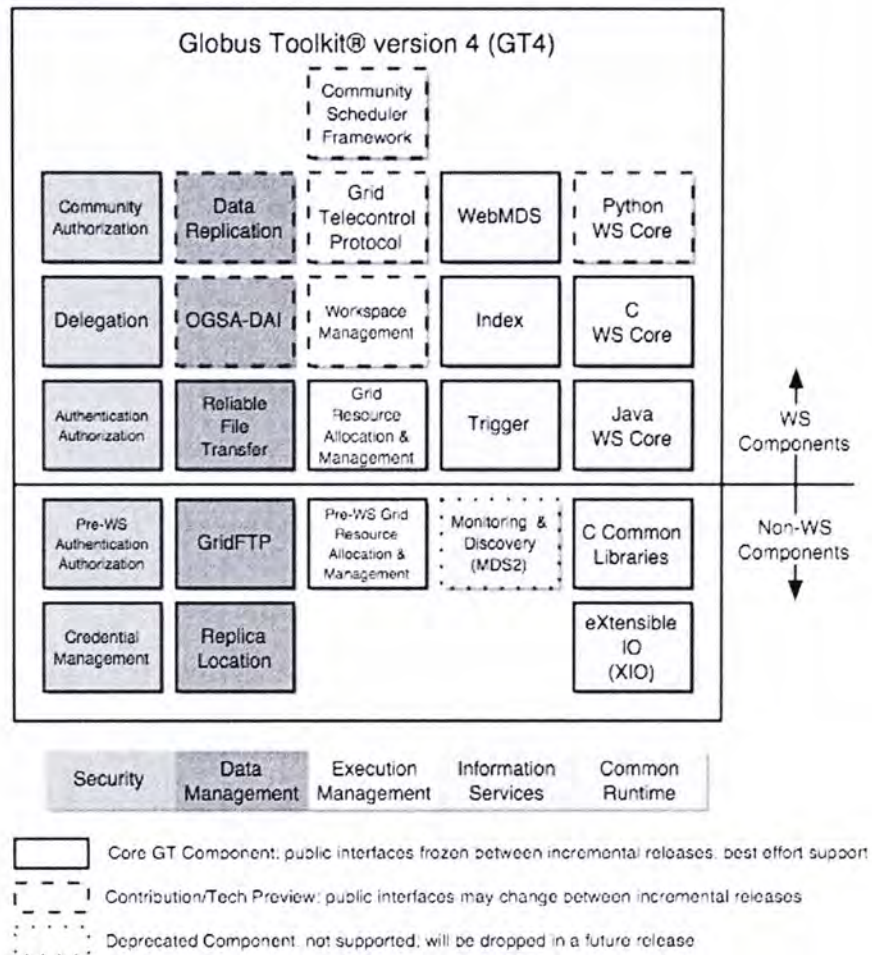 Globus Toolkit® version 4 (GT4)
Community
Scheduler
Framework
Community
Authorization
Data
Replication
Grid
Telecontrol
Protocol
WebMDS
Python
WS Core
Delegation
OGSA-DAI
Workspace
Management
Index
C
WS Core
Authentication
Authorization
Reliable
File
Transfer
Grid
Resource
Allocation &
Management
Trigger
Java
WS Core
WS
Components
Pre-WS
Authentication
Authorization
GridFTP
Pre-WS Grid
Resource
Allocation &
Management
Monitoring &
Discovery
(MDS2)
C Common
Libraries
Non-WS
Components
Credential
Management
Replica
Location
eXtensible
IO
(XIO)
Security
Data
Management
Execution
Management
Information
Services
Common
Runtime
Core GT Component: public interfaces frozen between incremental releases; best effort support
Contribution/Tech Preview: public interfaces may change between incremental releases
Deprecated Component: not supported; will be dropped in a future release